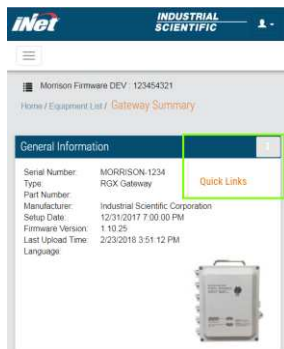 iNet
INDUSTRIAL
SCIENTIFIC
Morrison Firmware DEV : 123454321
Home / Equipment List / Gateway Summary
General Information
Quick Links
Serial Number: MORRISON-1234
Type: RGX Gateway
Part Number:
Manufacturer: Industrial Scientific Corporation
Setup Date: 12/31/2017 7:00:00 PM
Firmware Version: 1.10.25
Last Upload Time: 2/23/2018 3:51:12 PM
Language: